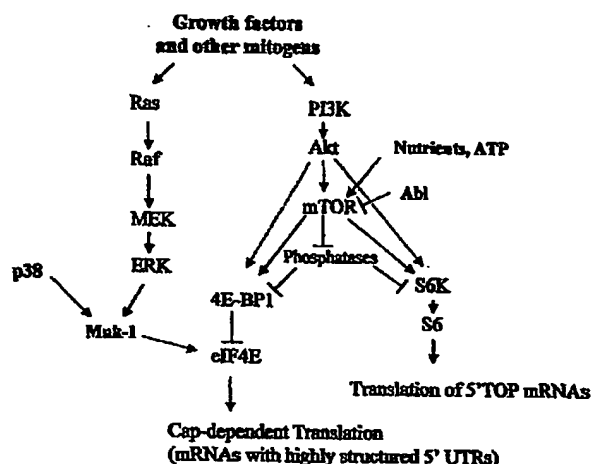 Growth factors
and other mitogens
Ras
PI3K
Raf
Akt
Nutrients, ATP
Abl
mTOR
MEK
Phosphatases
ERK
p38
4E-BP1
S6K
Mnk-1
S6
eIF4E
Translation of 5'TOP mRNAs
Cap-dependent Translation
(mRNAs with highly structured 5' UTRs)